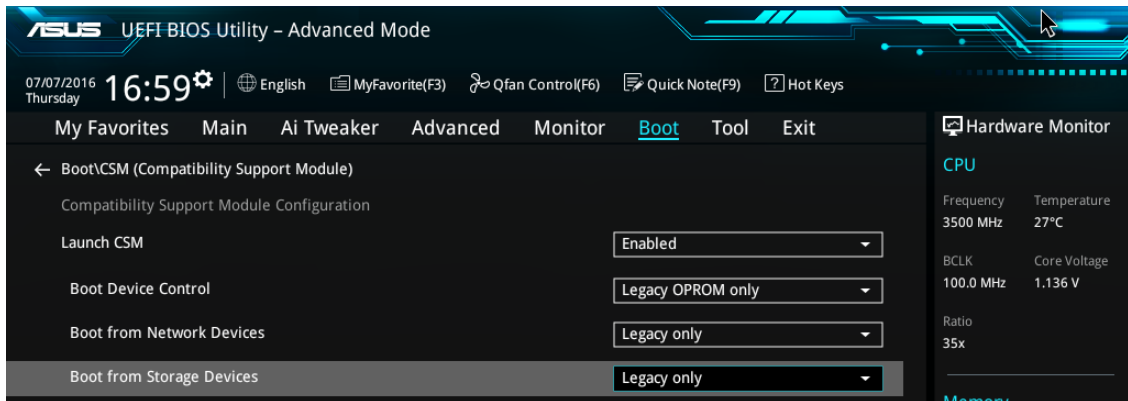 ASUS UEFI BIOS Utility – Advanced Mode
07/07/2016
Thursday
16:59
English MyFavorite(F3) Qfan Control(F6) Quick Note(F9) ? Hot Keys
My Favorites Main Ai Tweaker Advanced Monitor Boot Tool Exit
Boot\CSM (Compatibility Support Module)
Compatibility Support Module Configuration
Launch CSM Enabled
Boot Device Control Legacy OPROM only
Boot from Network Devices Legacy only
Boot from Storage Devices Legacy only
Hardware Monitor
CPU
Frequency Temperature
3500 MHz 27°C
BCLK Core Voltage
100.0 MHz 1.136 V
Ratio
35x
Memory